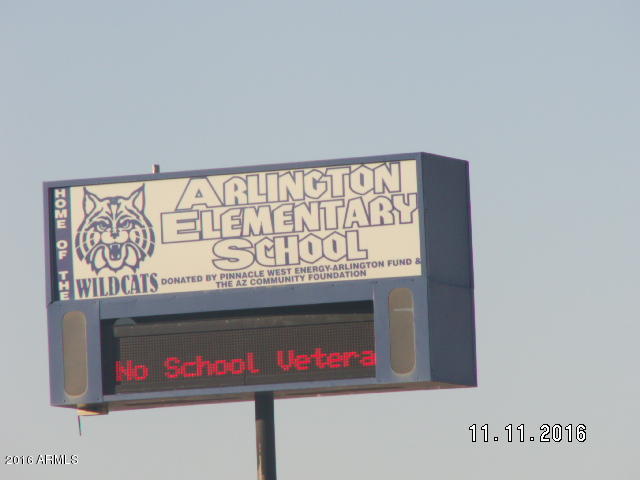 HOME OF THE
WILDCATS
ARLINGTON
ELEMENTARY
SCHOOL
DONATED BY PINNACLE WEST ENERGY-ARLINGTON FUND &
THE AZ COMMUNITY FOUNDATION
No School Vetera
11.11.2016
2016 ARMLS